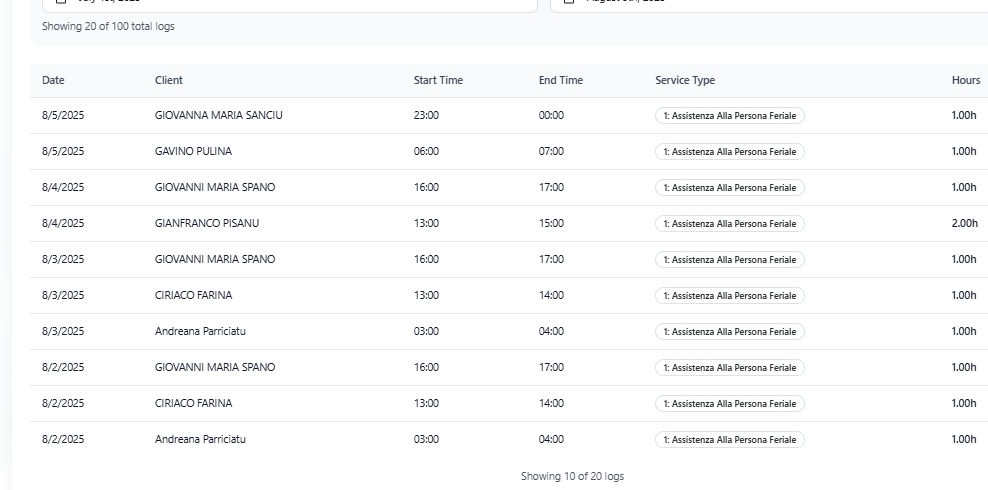 Showing 20 of 100 total logs
Date Client Start Time End Time Service Type Hours
8/5/2025 GIOVANNA MARIA SANCIU 23:00 00:00 1: Assistenza Alla Persona Feriale 1.00h
8/5/2025 GAVINO PULINA 06:00 07:00 1: Assistenza Alla Persona Feriale 1.00h
8/4/2025 GIOVANNI MARIA SPANO 16:00 17:00 1: Assistenza Alla Persona Feriale 1.00h
8/4/2025 GIANFRANCO PISANU 13:00 15:00 1: Assistenza Alla Persona Feriale 2.00h
8/3/2025 GIOVANNI MARIA SPANO 16:00 17:00 1: Assistenza Alla Persona Feriale 1.00h
8/3/2025 CIRIACO FARINA 13:00 14:00 1: Assistenza Alla Persona Feriale 1.00h
8/3/2025 Andreana Parriciatu 03:00 04:00 1: Assistenza Alla Persona Feriale 1.00h
8/2/2025 GIOVANNI MARIA SPANO 16:00 17:00 1: Assistenza Alla Persona Feriale 1.00h
8/2/2025 CIRIACO FARINA 13:00 14:00 1: Assistenza Alla Persona Feriale 1.00h
8/2/2025 Andreana Parriciatu 03:00 04:00 1: Assistenza Alla Persona Feriale 1.00h
Showing 10 of 20 logs